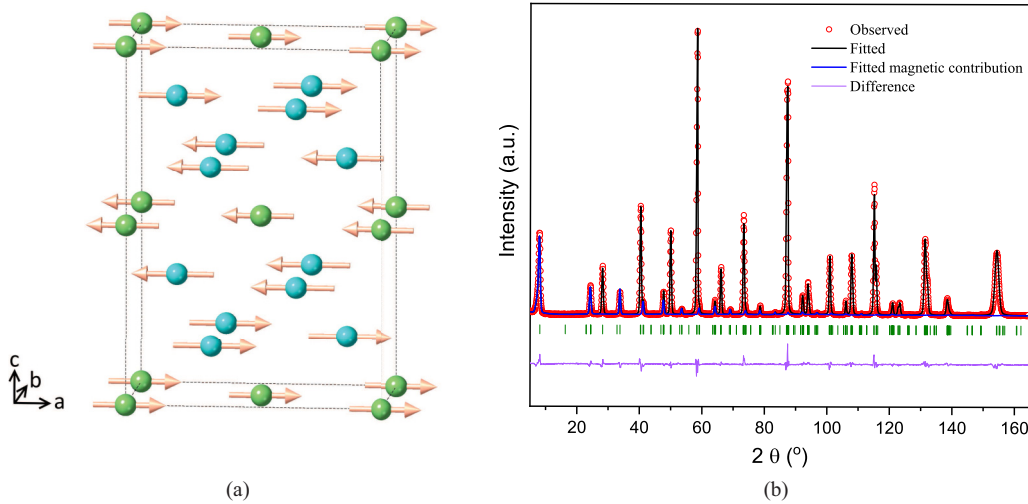 c
b
a
(a)
Intensity (a.u.)
Observed
Fitted
Fitted magnetic contribution
Difference
20 40 60 80 100 120 140 160
2 θ (°)
(b)